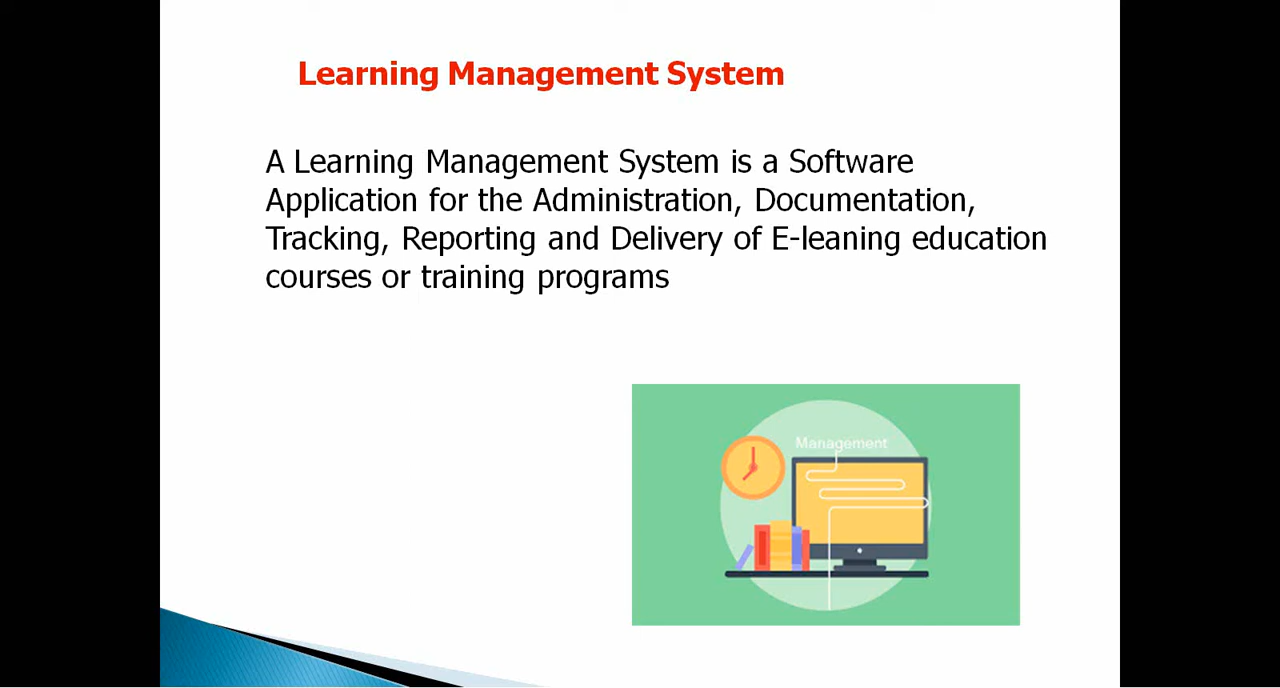 Learning Management System
A Learning Management System is a Software
Application for the Administration, Documentation,
Tracking, Reporting and Delivery of E-leaning education
courses or training programs
Management